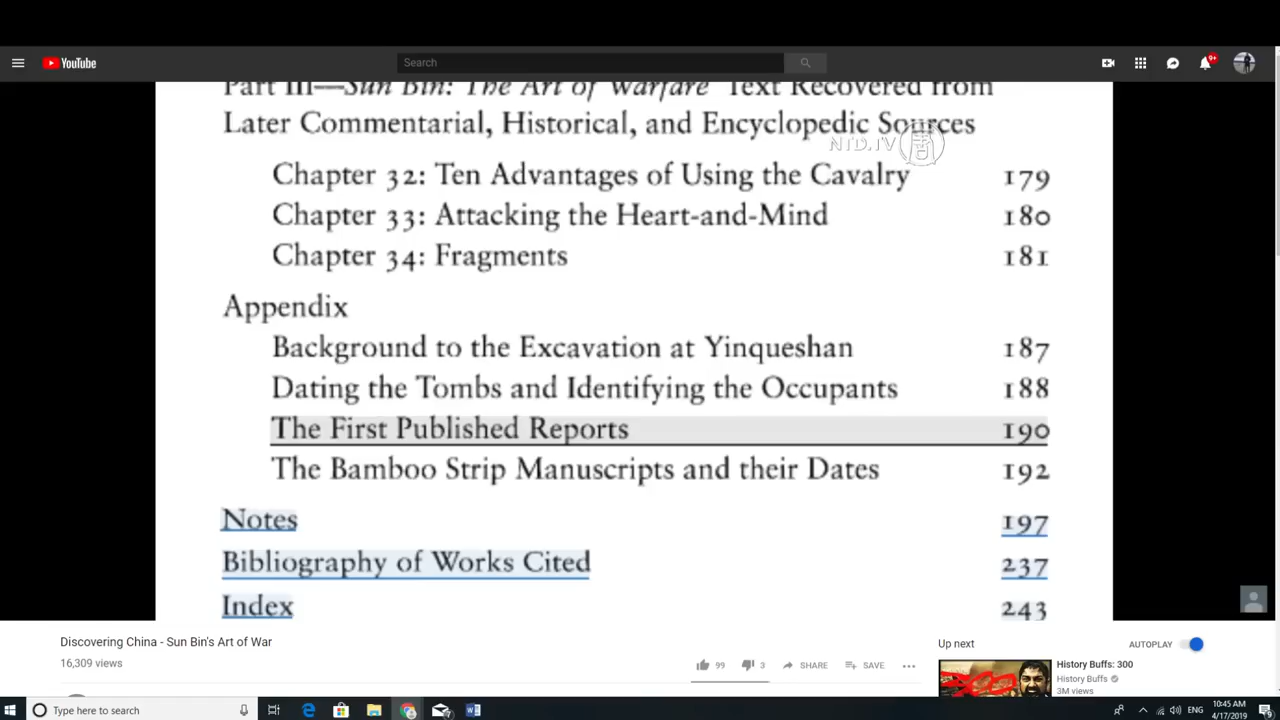 YouTube
Search
9+
Part III—Sun Bin: The Art of Warfare Text Recovered from
Later Commentarial, Historical, and Encyclopedic Sources
NTD.TV
Chapter 32: Ten Advantages of Using the Cavalry 179
Chapter 33: Attacking the Heart-and-Mind 180
Chapter 34: Fragments 181
Appendix
Background to the Excavation at Yinqueshan 187
Dating the Tombs and Identifying the Occupants 188
The First Published Reports 190
The Bamboo Strip Manuscripts and their Dates 192
Notes 197
Bibliography of Works Cited 237
Index 243
Discovering China - Sun Bin's Art of War
16,309 views
99 3 SHARE SAVE
Up next AUTOPLAY
History Buffs: 300
History Buffs
3M views
Type here to search
ENG
10:45 AM
4/17/2019